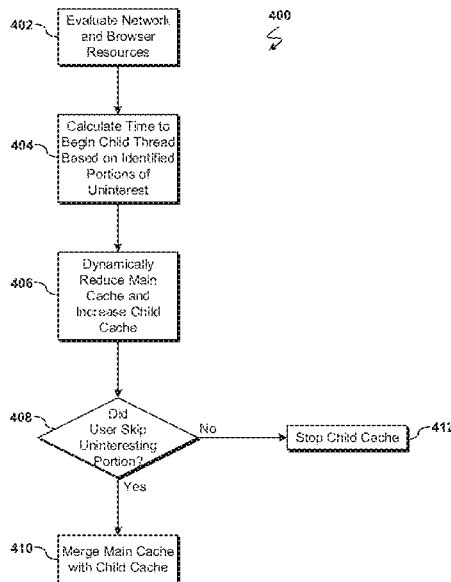 400
402
Evaluate Network
and Browser
Resources
404
Calculate Time to
Begin Child Thread
Based on Identified
Portions of
Uninterest
406
Dynamically
Reduce Main
Cache and
Increase Child
Cache
408
Did
User Skip
Uninteresting
Portion?
No
Stop Child Cache
412
Yes
410
Merge Main Cache
with Child Cache